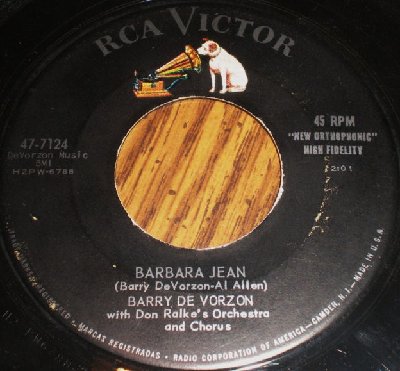 RCA VICTOR
47-7124
DeVorzon Music
BMI
H2PW-6788
45 RPM
"NEW ORTHOPHONIC"
HIGH FIDELITY
2:01
BARBARA JEAN
(Barry DeVorzon-Al Allen)
BARRY DE VORZON
with Don Ralke's Orchestra
and Chorus
MARCAS REGISTRADAS • RADIO CORPORATION OF AMERICA—CAMDEN, N.J.—MADE IN U.S.A.